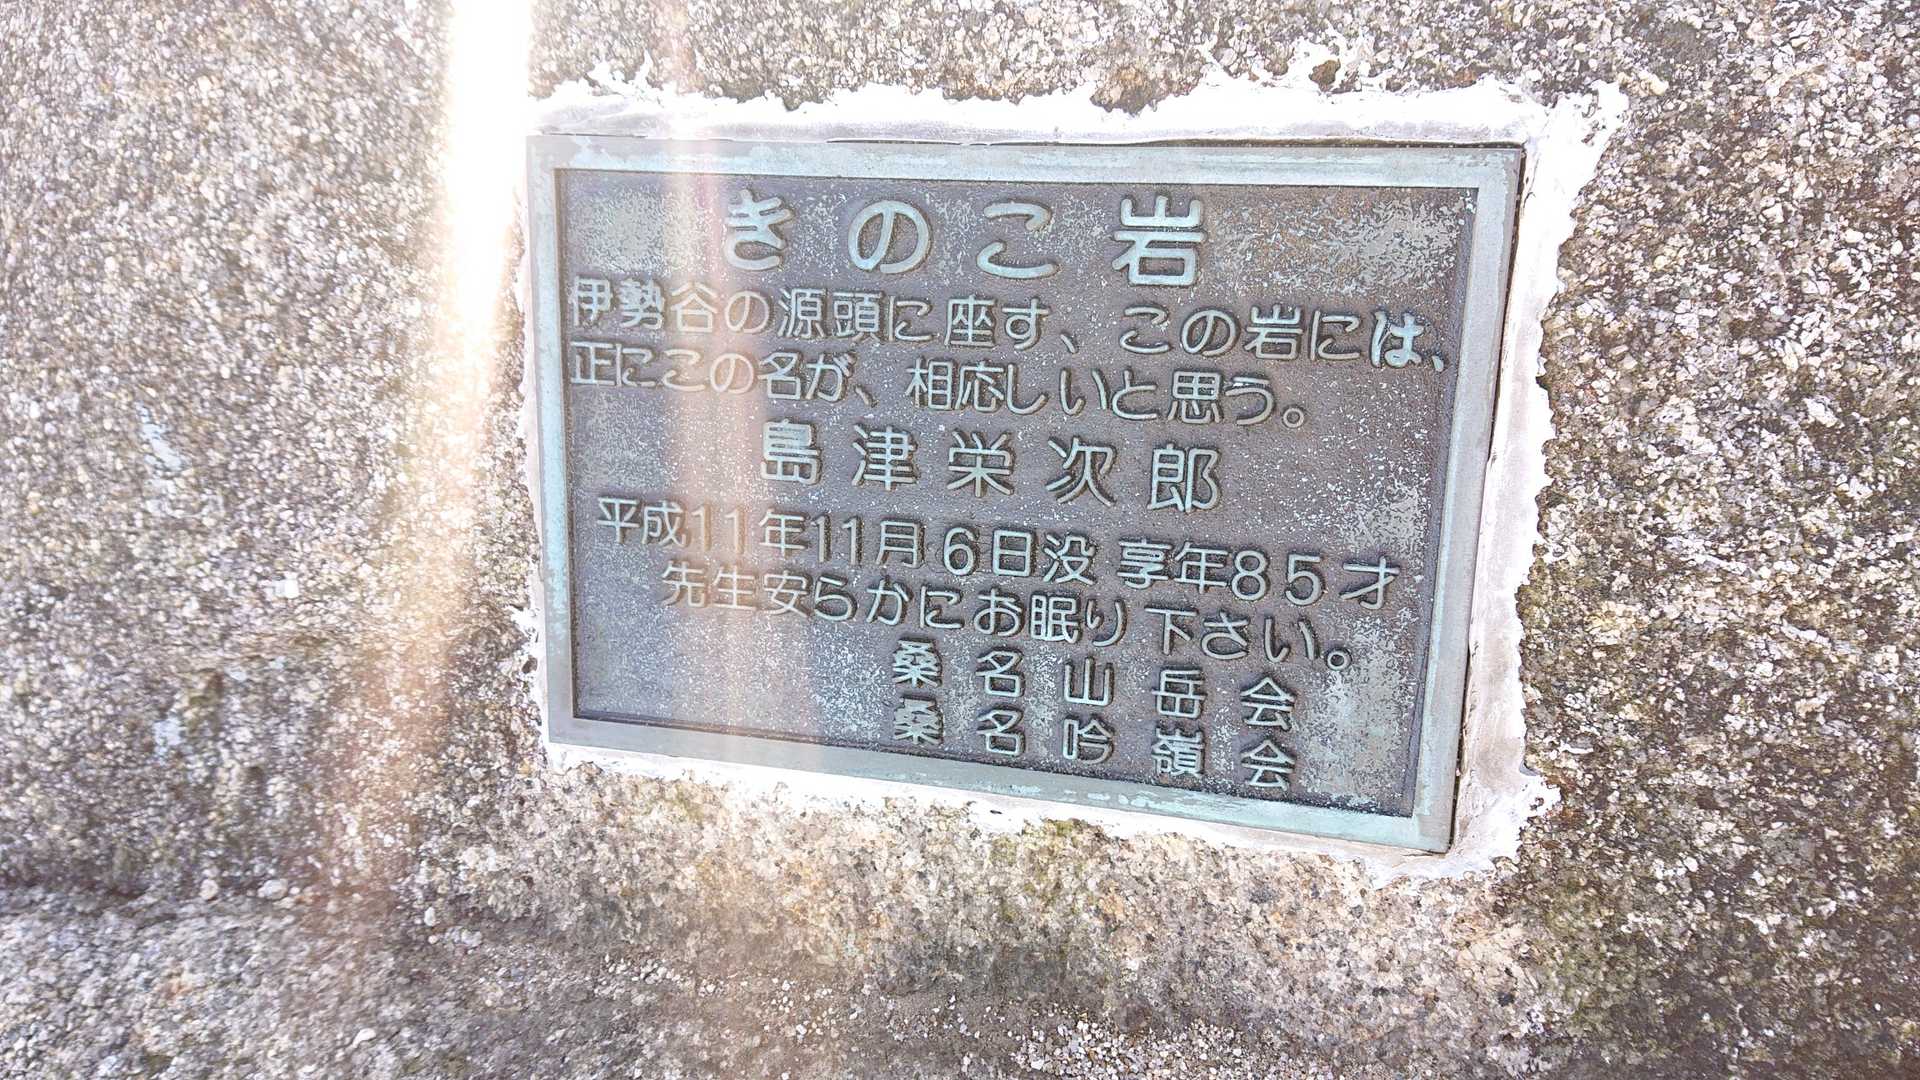 きのこ岩
伊勢谷の源頭に座す、この岩には、
正にこの名が、相応しいと思う。
島津栄次郎
平成11年11月6日没 享年85才
先生安らかにお眠り下さい。
桑名山岳会
桑名吟嶺会